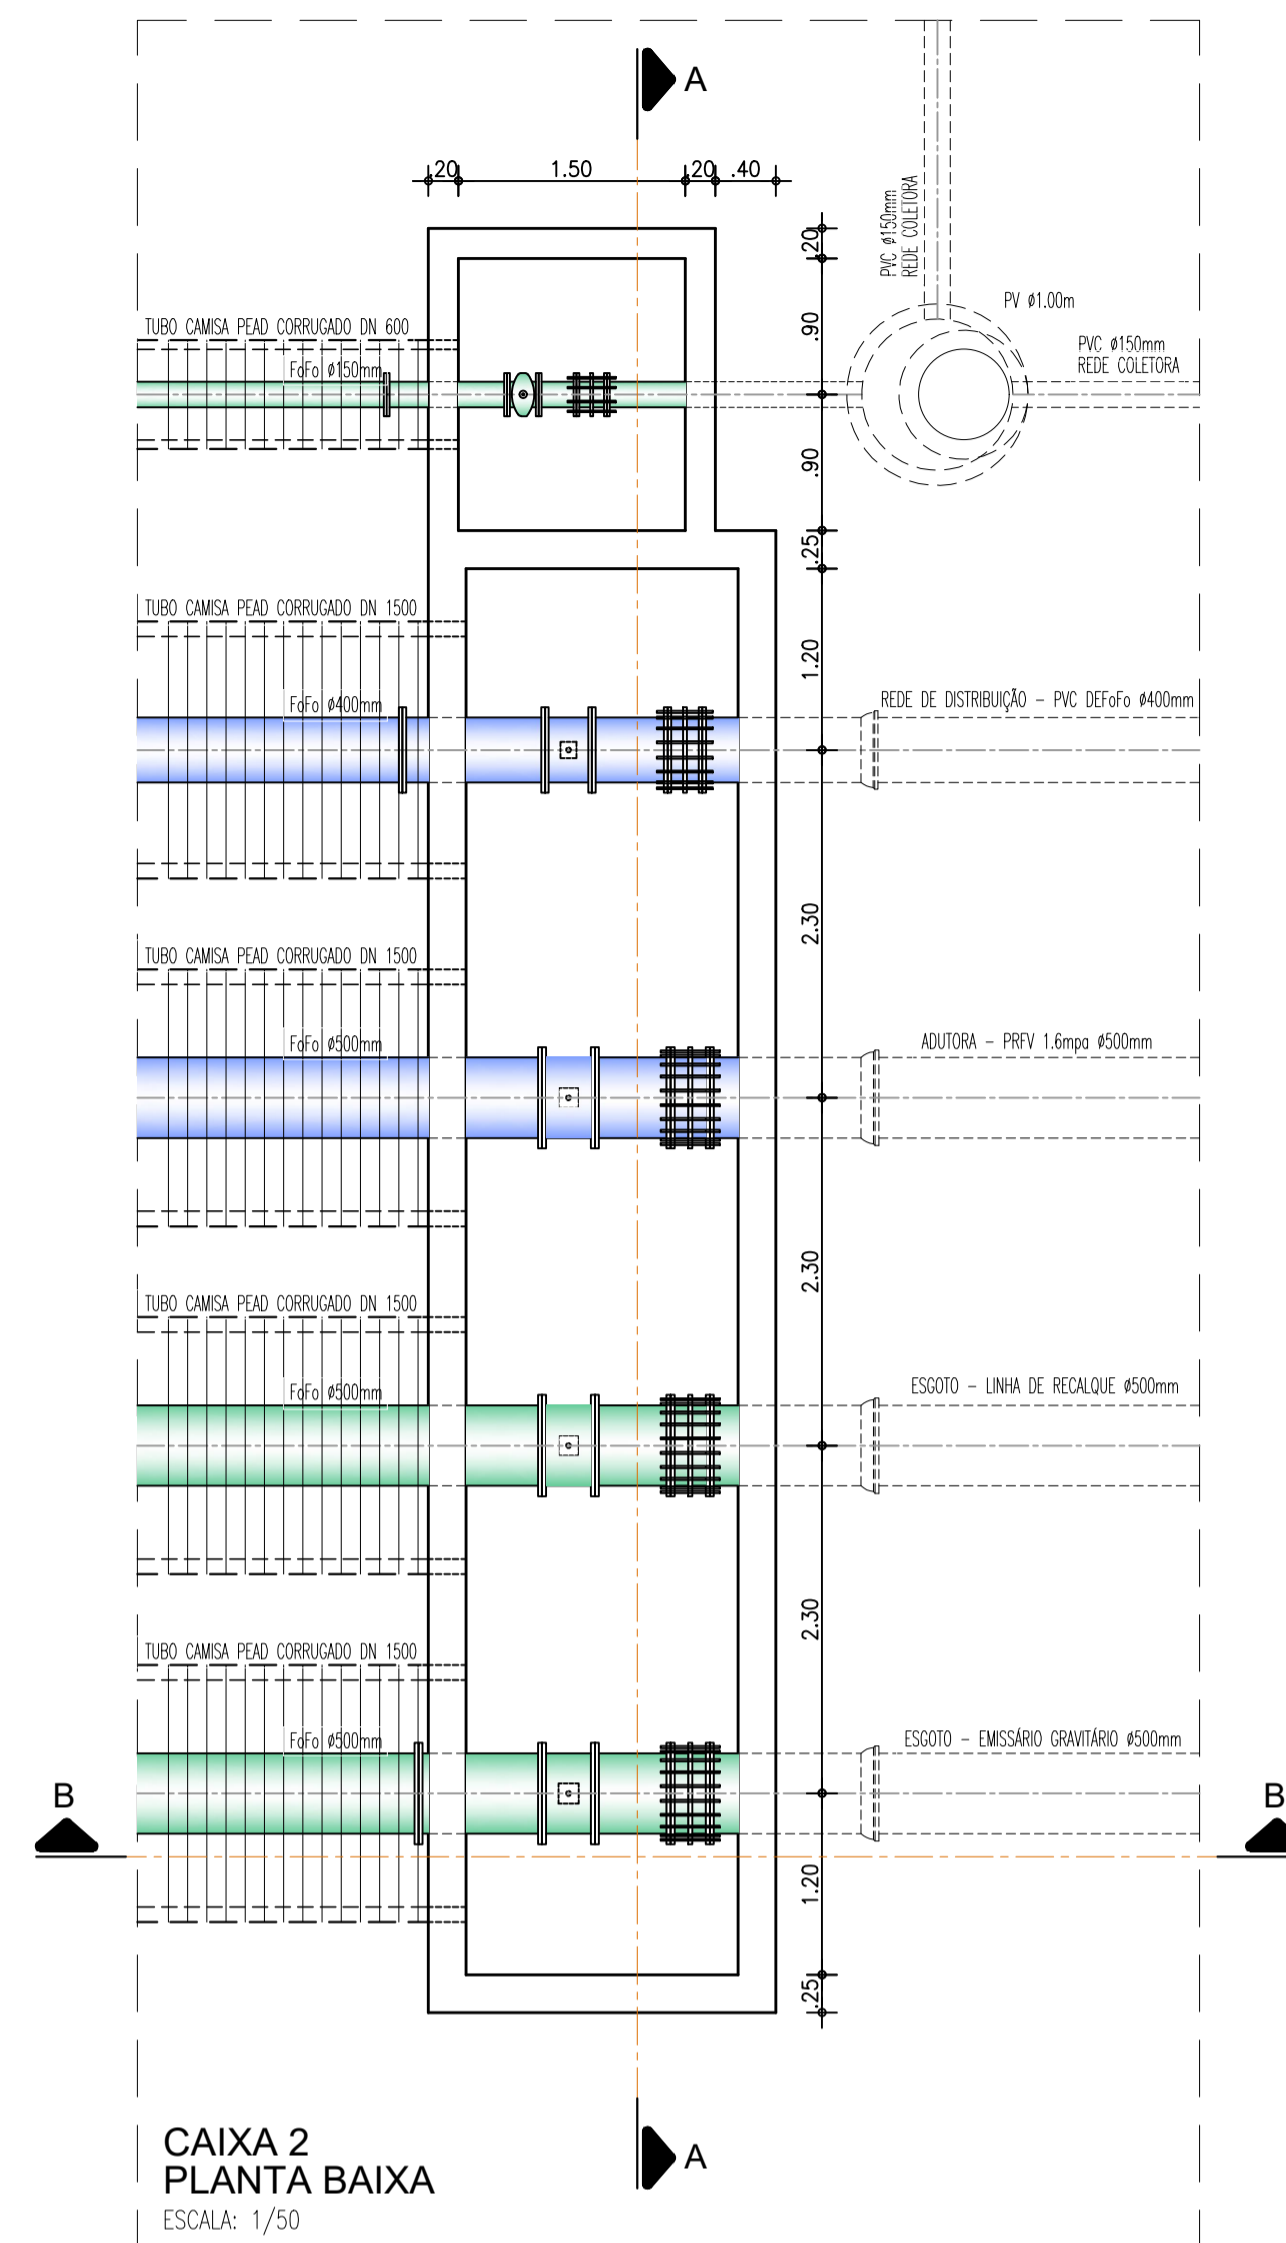 A
.20
1.50
.20
.40
PVC ø150mm
REDE COLETORA
.20
PV ø1.00m
TUBO CAMISA PEAD CORRUGADO DN 600
.90
PVC ø150mm
REDE COLETORA
FoFo ø150mm
.90
.25
TUBO CAMISA PEAD CORRUGADO DN 1500
1.20
FoFo ø400mm
REDE DE DISTRIBUIÇÃO - PVC DEFoFo ø400mm
2.30
TUBO CAMISA PEAD CORRUGADO DN 1500
FoFo ø500mm
ADUTORA - PRFV 1.6mpa ø500mm
2.30
TUBO CAMISA PEAD CORRUGADO DN 1500
FoFo ø500mm
ESGOTO - LINHA DE RECALQUE ø500mm
2.30
TUBO CAMISA PEAD CORRUGADO DN 1500
FoFo ø500mm
ESGOTO - EMISSÁRIO GRAVITÁRIO ø500mm
B
B
1.20
.25
A
CAIXA 2
PLANTA BAIXA
ESCALA: 1/50